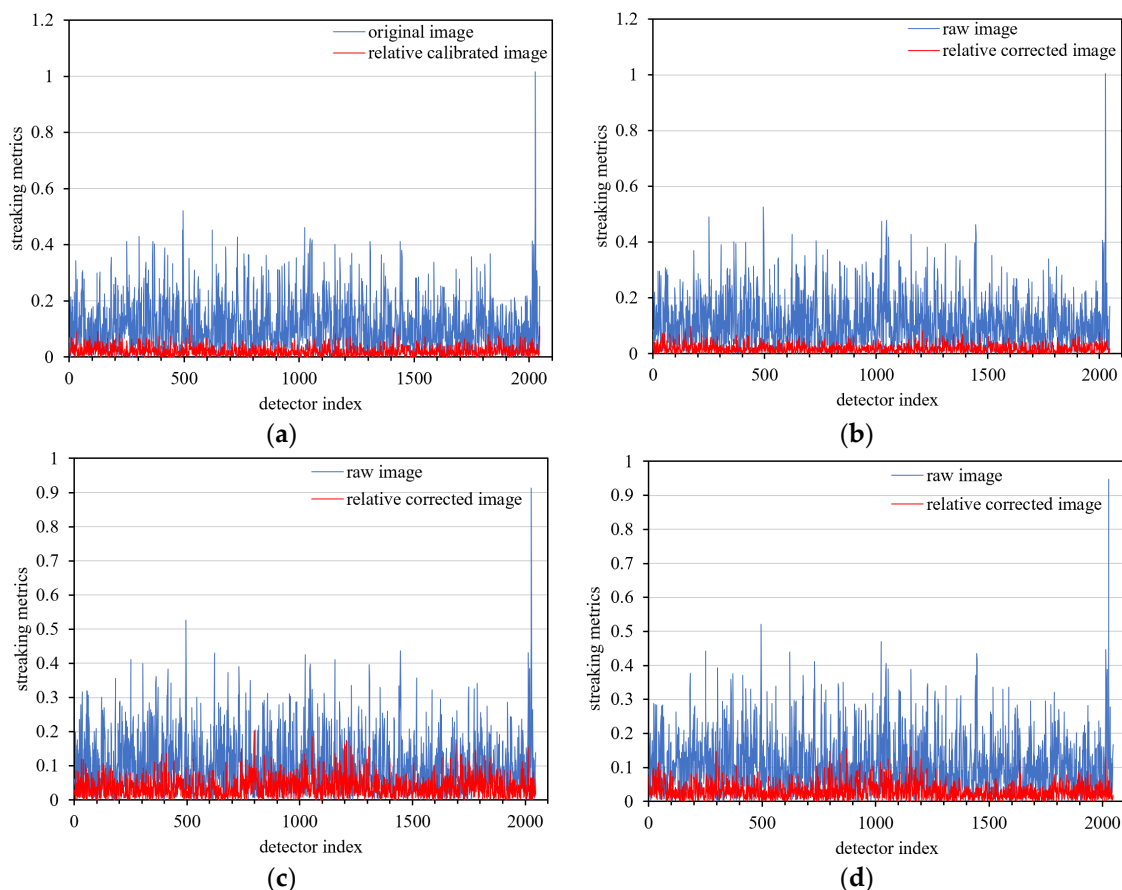 1.2
1
0.8
0.6
0.4
0.2
0
streaking metrics
original image
relative calibrated image
0 500 1000 1500 2000
detector index
(a)
1.2
1
0.8
0.6
0.4
0.2
0
streaking metrics
raw image
relative corrected image
0 500 1000 1500 2000
detector index
(b)
1
0.9
0.8
0.7
0.6
0.5
0.4
0.3
0.2
0.1
0
streaking metrics
raw image
relative corrected image
0 500 1000 1500 2000
detector index
(c)
1
0.9
0.8
0.7
0.6
0.5
0.4
0.3
0.2
0.1
0
streaking metrics
raw image
relative corrected image
0 500 1000 1500 2000
detector index
(d)